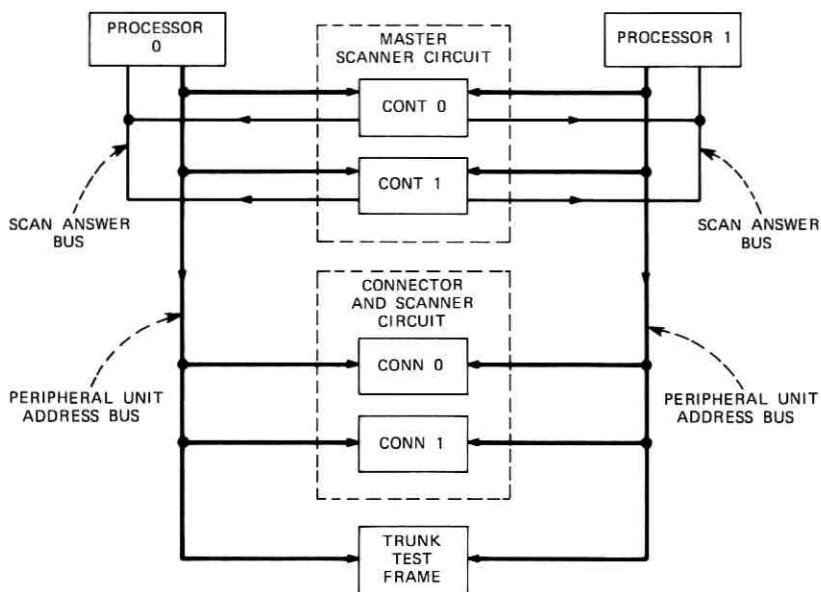 PROCESSOR
0
MASTER
SCANNER CIRCUIT
PROCESSOR 1
CONT 0
CONT 1
SCAN ANSWER
BUS
SCAN ANSWER
BUS
CONNECTOR
AND SCANNER
CIRCUIT
CONN 0
PERIPHERAL UNIT
ADDRESS BUS
PERIPHERAL UNIT
ADDRESS BUS
CONN 1
TRUNK
TEST
FRAME